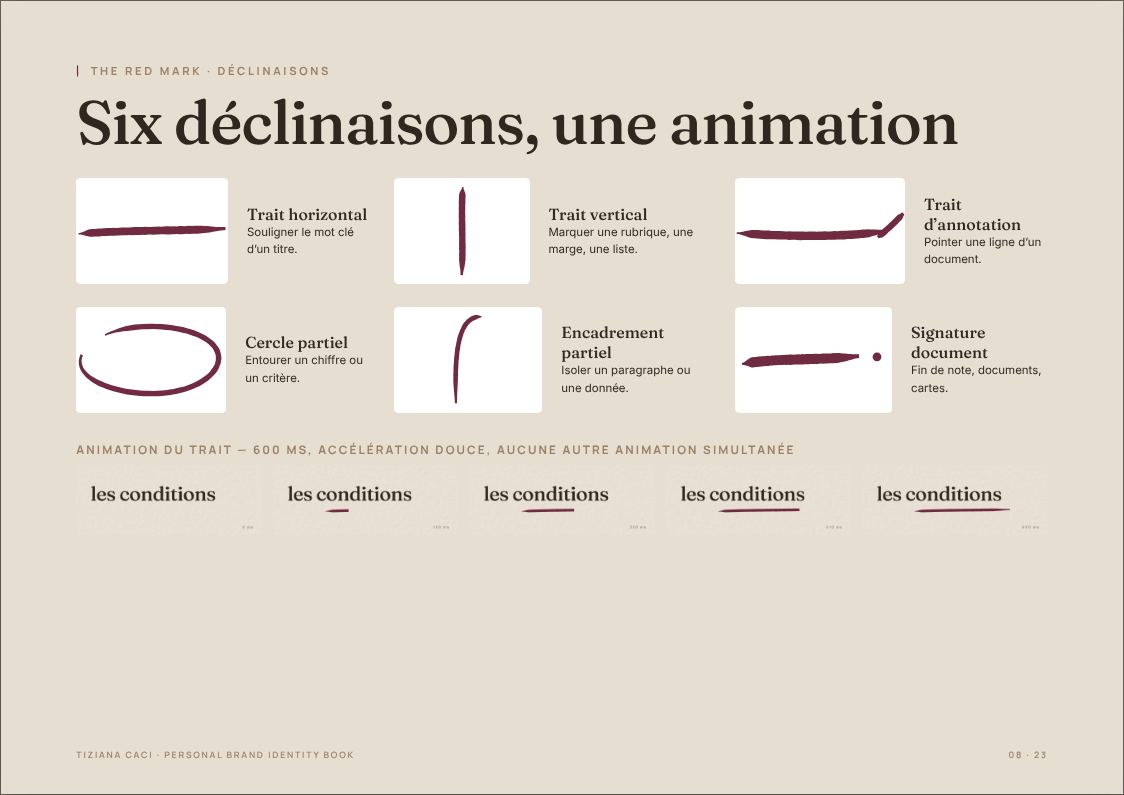 THE RED MARK · DÉCLINAISONS
Six déclinaisons, une animation
Trait horizontal
Souligner le mot clé
d’un titre.
Trait vertical
Marquer une rubrique, une
marge, une liste.
Trait
d’annotation
Pointer une ligne d’un
document.
Cercle partiel
Entourer un chiffre ou
un critère.
Encadrement
partiel
Isoler un paragraphe ou
une donnée.
Signature
document
Fin de note, documents,
cartes.
ANIMATION DU TRAIT — 600 MS, ACCÉLÉRATION DOUCE, AUCUNE AUTRE ANIMATION SIMULTANÉE
les conditions
les conditions
les conditions
les conditions
les conditions
TIZIANA CACI · PERSONAL BRAND IDENTITY BOOK
08 · 23